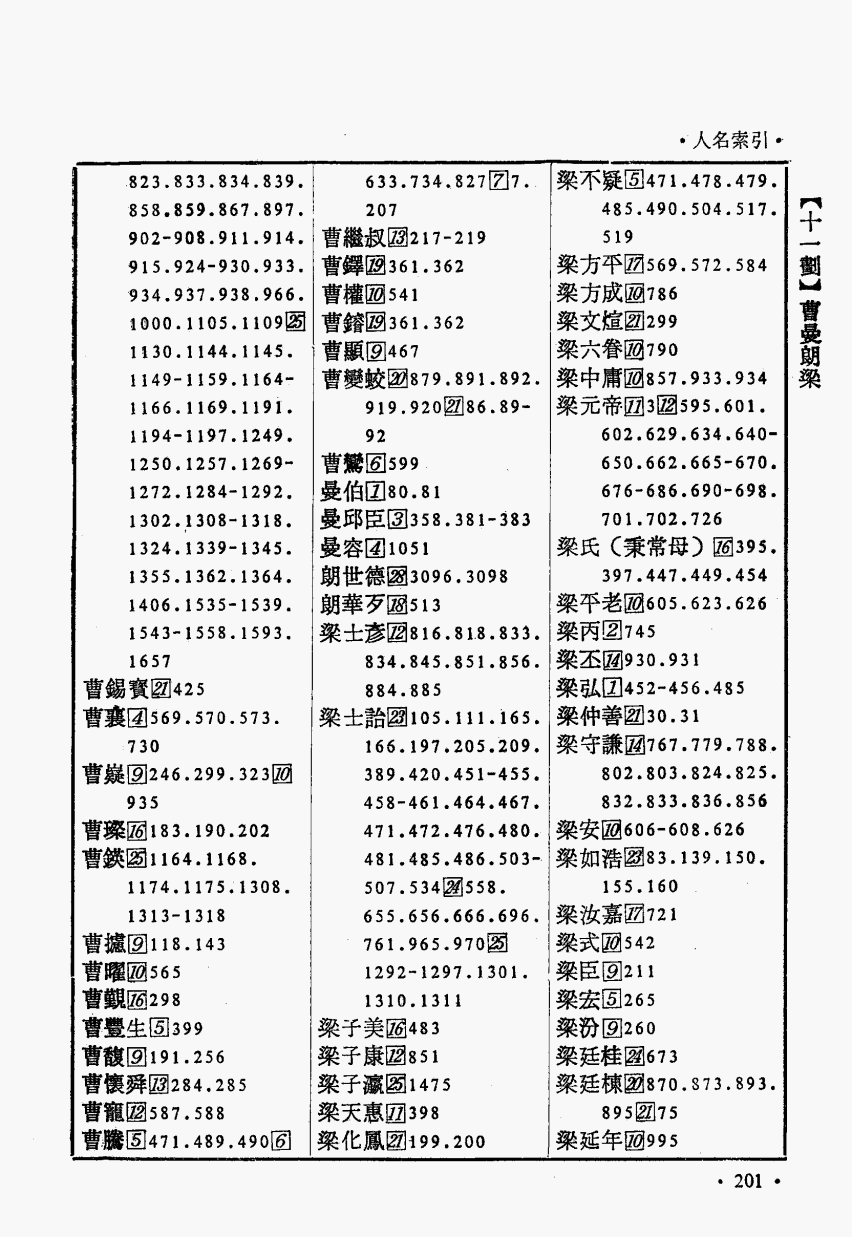 ·人名索引·
【十一劃】曹曼朗梁
823.833.834.839.
858.859.867.897.
902-908.911.914.
915.924-930.933.
934.937.938.966.
1000.1105.1109[25]
1130.1144.1145.
1149-1159.1164-
1166.1169.1191.
1194-1197.1249.
1250.1257.1269-
1272.1284-1292.
1302.1308-1318.
1324.1339-1345.
1355.1362.1364.
1406.1535-1539.
1543-1558.1593.
1657
曹錫寶[21]425
曹襄[4]569.570.573.
730
曹嶷[9]246.299.323[10]
935
曹璨[16]183.190.202
曹鍈[25]1164.1168.
1174.1175.1308.
1313-1318
曹攄[9]118.143
曹曜[10]565
曹觀[16]298
曹豐生[5]399
曹馥[9]191.256
曹懷舜[13]284.285
曹寵[12]587.588
曹騰[5]471.489.490[6]
633.734.827[7]7.
207
曹繼叔[13]217-219
曹鐸[19]361.362
曹權[10]541
曹鑐[19]361.362
曹顯[9]467
曹變蛟[20]879.891.892.
919.920[21]86.89-
92
曹鸞[6]599
曼伯[1]80.81
曼邱臣[3]358.381-383
曼容[4]1051
朗世德[28]3096.3098
朗華歹[18]513
梁士彥[12]816.818.833.
834.845.851.856.
884.885
梁士詒[23]105.111.165.
166.197.205.209.
389.420.451-455.
458-461.464.467.
471.472.476.480.
481.485.486.503-
507.534[24]558.
655.656.666.696.
761.965.970[25]
1292-1297.1301.
1310.1311
梁子美[16]483
梁子康[12]851
梁子瀛[25]1475
梁天惠[11]398
梁化鳳[21]199.200
梁不疑[5]471.478.479.
485.490.504.517.
519
梁方平[17]569.572.584
梁方成[10]786
梁文煊[21]299
梁六眷[10]790
梁中庸[10]857.933.934
梁元帝[11]3[12]595.601.
602.629.634.640-
650.662.665-670.
676-686.690-698.
701.702.726
梁氏（秉常母）[16]395.
397.447.449.454
梁平老[10]605.623.626
梁丙[2]745
梁丕[14]930.931
梁弘[1]452-456.485
梁仲善[21]30.31
梁守謙[14]767.779.788.
802.803.824.825.
832.833.836.856
梁安[10]606-608.626
梁如浩[23]83.139.150.
155.160
梁汝嘉[17]721
梁式[10]542
梁臣[9]211
梁宏[5]265
梁汾[9]260
梁廷桂[24]673
梁廷棟[20]870.873.893.
895[21]75
梁延年[10]995
·201·